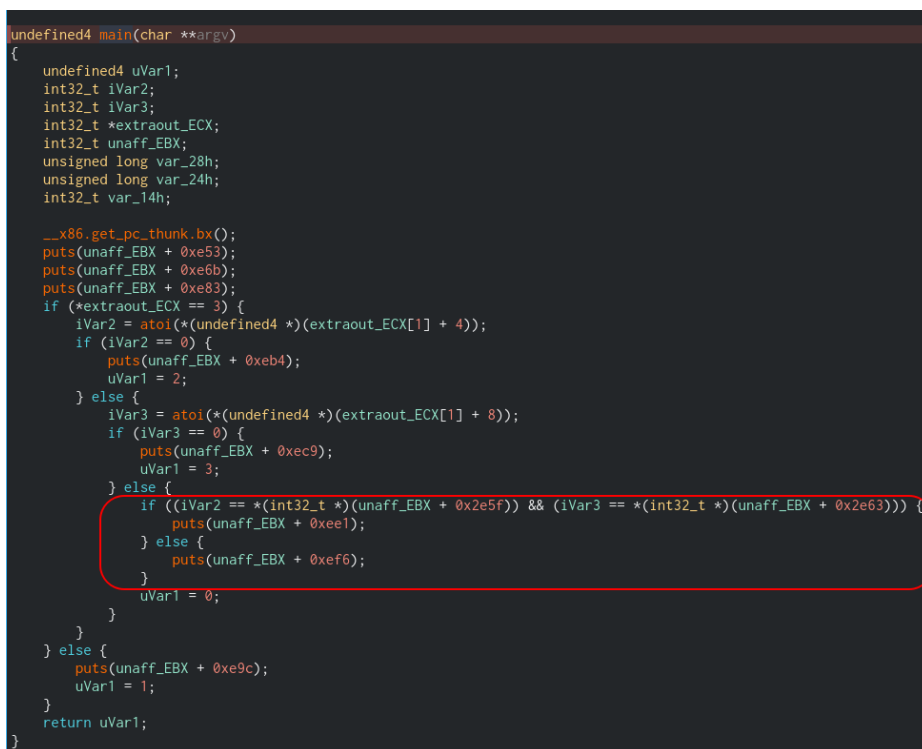 undefined4 main(char **argv)
{
    undefined4 uVar1;
    int32_t iVar2;
    int32_t iVar3;
    int32_t *extraout_ECX;
    int32_t unaff_EBX;
    unsigned long var_28h;
    unsigned long var_24h;
    int32_t var_14h;

    __x86.get_pc_thunk.bx();
    puts(unaff_EBX + 0xe53);
    puts(unaff_EBX + 0xe6b);
    puts(unaff_EBX + 0xe83);
    if (*extraout_ECX == 3) {
        iVar2 = atoi(*(undefined4 *)(extraout_ECX[1] + 4));
        if (iVar2 == 0) {
            puts(unaff_EBX + 0xeb4);
            uVar1 = 2;
        } else {
            iVar3 = atoi(*(undefined4 *)(extraout_ECX[1] + 8));
            if (iVar3 == 0) {
                puts(unaff_EBX + 0xec9);
                uVar1 = 3;
            } else {
                if ((iVar2 == *(int32_t *)(unaff_EBX + 0x2e5f)) && (iVar3 == *(int32_t *)(unaff_EBX + 0x2e63))) {
                    puts(unaff_EBX + 0xee1);
                } else {
                    puts(unaff_EBX + 0xef6);
                }
                uVar1 = 0;
            }
        }
    } else {
        puts(unaff_EBX + 0xe9c);
        uVar1 = 1;
    }
    return uVar1;
}